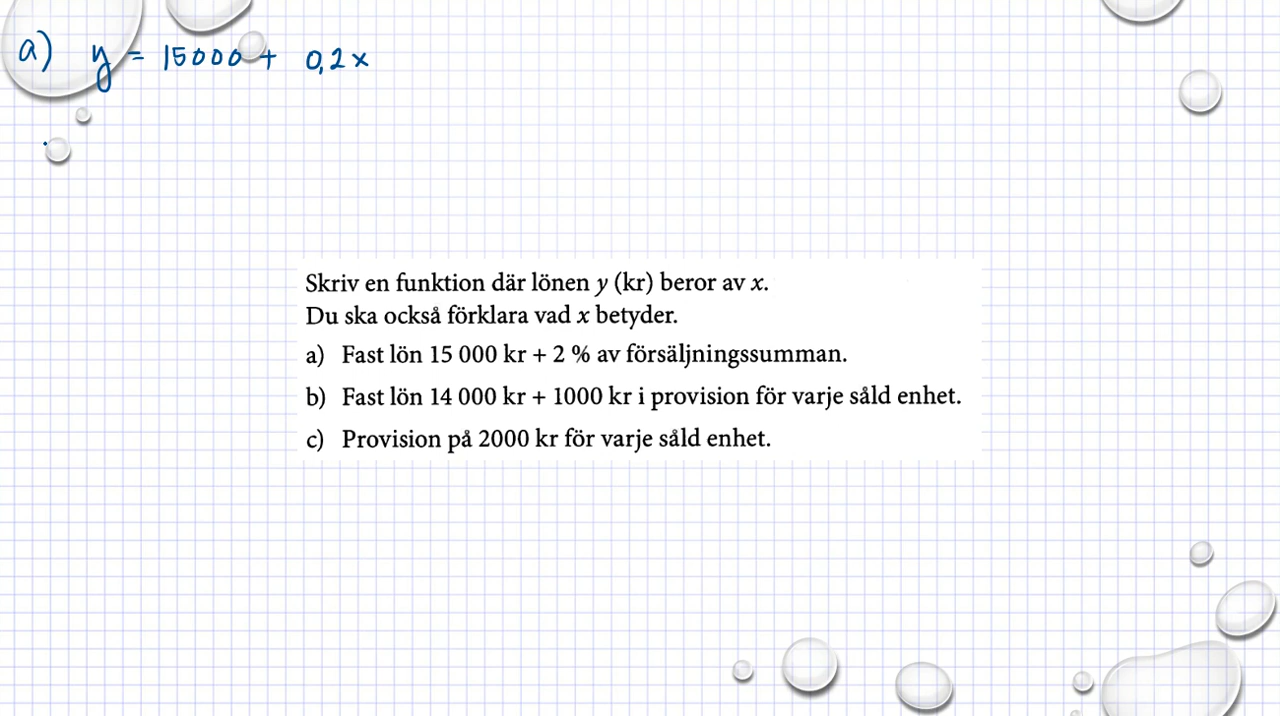 a) y = 15000 + 0,2x
Skriv en funktion där lönen y (kr) beror av x.
Du ska också förklara vad x betyder.
a) Fast lön 15 000 kr + 2 % av försäljningssumman.
b) Fast lön 14 000 kr + 1000 kr i provision för varje såld enhet.
c) Provision på 2000 kr för varje såld enhet.